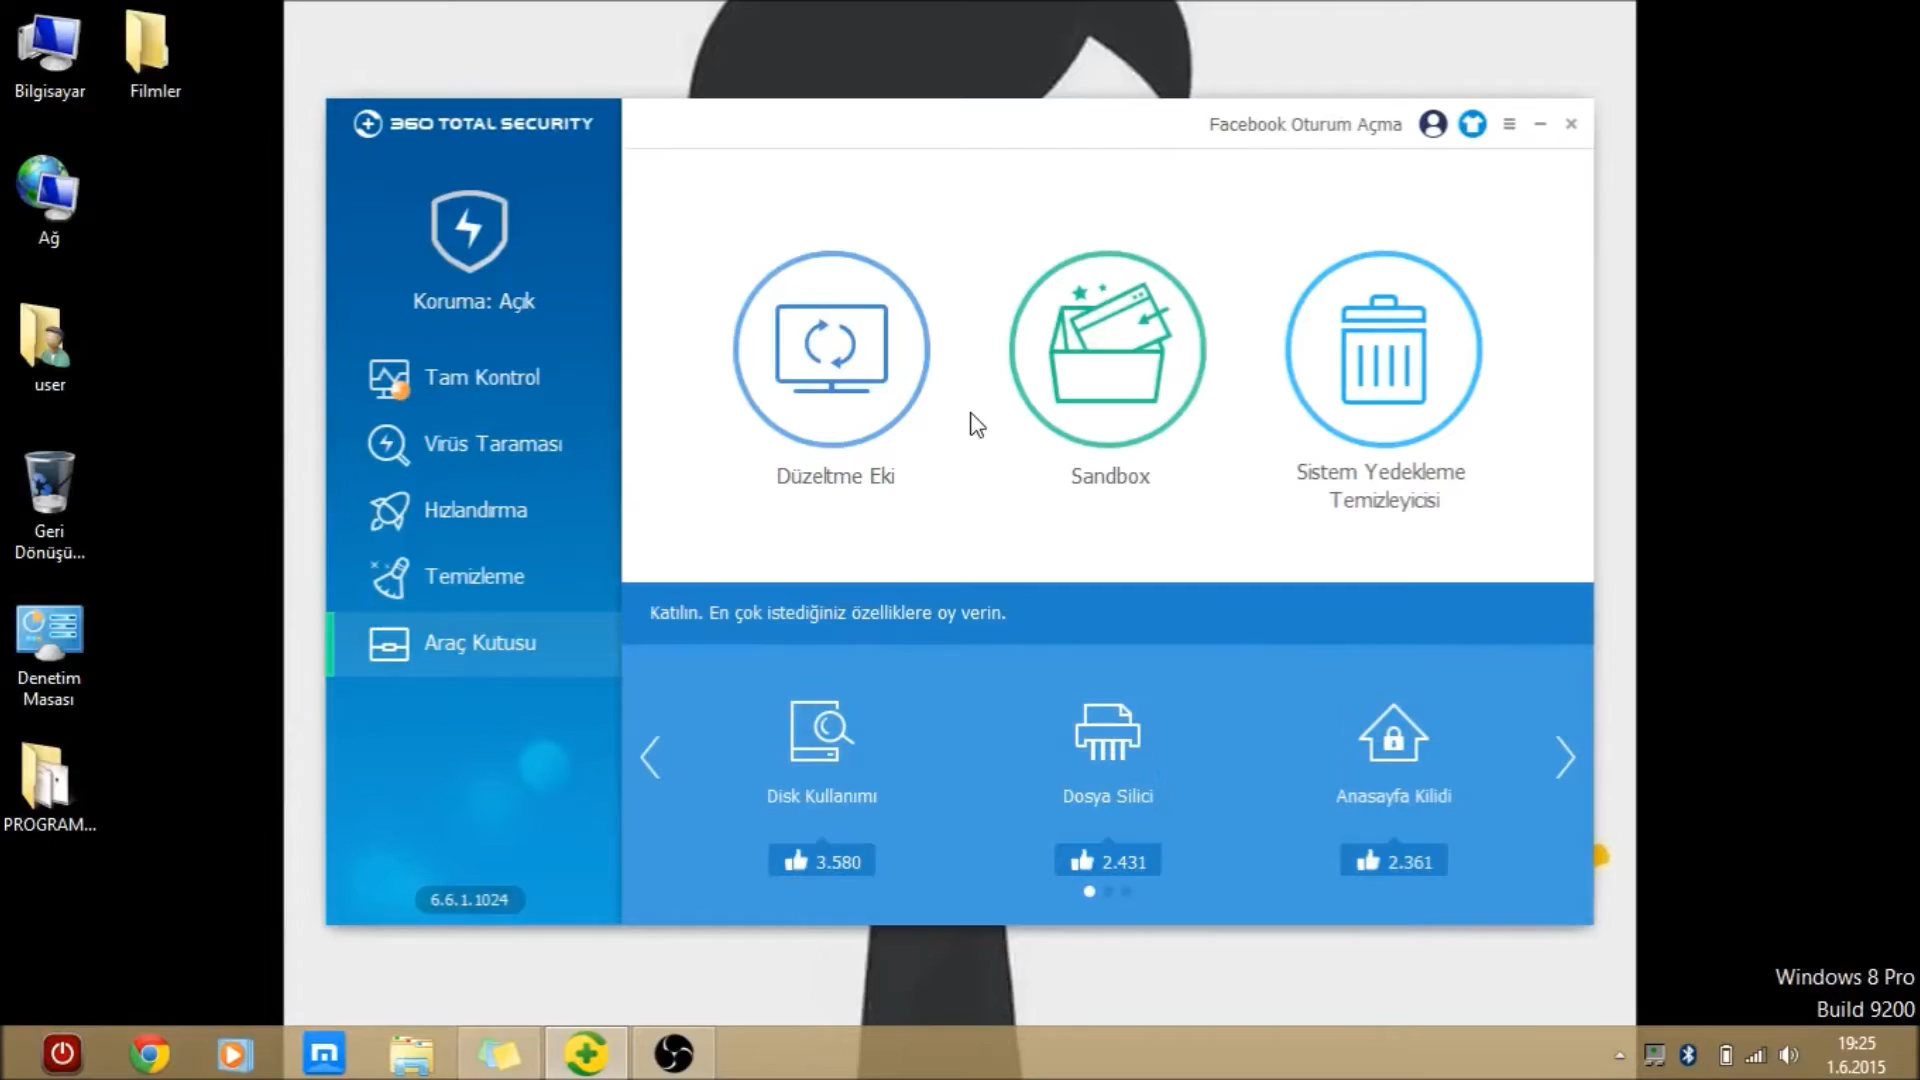 Bilgisayar
Filmler
Ağ
user
Geri
Dönüşü...
Denetim
Masası
PROGRAM...
360 TOTAL SECURITY
Facebook Oturum Açma
Koruma: Açık
Tam Kontrol
Virüs Taraması
Hızlandırma
Temizleme
Araç Kutusu
6.6.1.1024
Düzeltme Eki
Sandbox
Sistem Yedekleme
Temizleyicisi
Katılın. En çok istediğiniz özelliklere oy verin.
Disk Kullanımı
Dosya Silici
Anasayfa Kilidi
3.580
2.431
2.361
Windows 8 Pro
Build 9200
19:25
1.6.2015